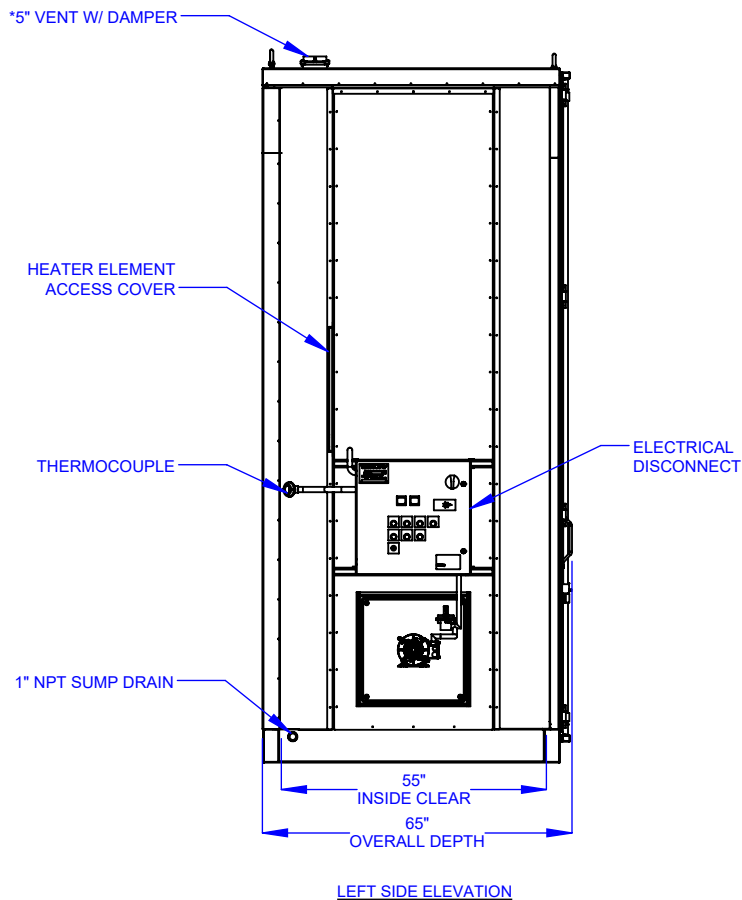 *5" VENT W/ DAMPER
HEATER ELEMENT
ACCESS COVER
THERMOCOUPLE
ELECTRICAL
DISCONNECT
1" NPT SUMP DRAIN
55"
INSIDE CLEAR
65"
OVERALL DEPTH
LEFT SIDE ELEVATION